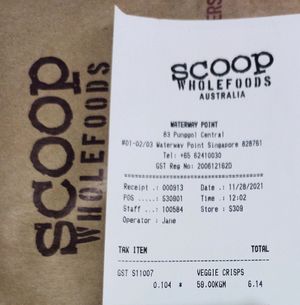 SCOOP
WHOLEFOODS
SCOOP
WHOLEFOODS
AUSTRALIA
WATERWAY POINT
83 Punggol Central
#01-02/03 Waterway Point Singapore 828761
Tel: +65 62410030
GST Reg No: 200612162D
Receipt .: 000913 Date .: 11/28/2021
POS ....: S30901 Time .: 12:02
Staff ..: 100584 Store : S309
Operator : Jane
TAX ITEM TOTAL
GST S11007 VEGGIE CRISPS
0.104 # 59.00KGM 6.14